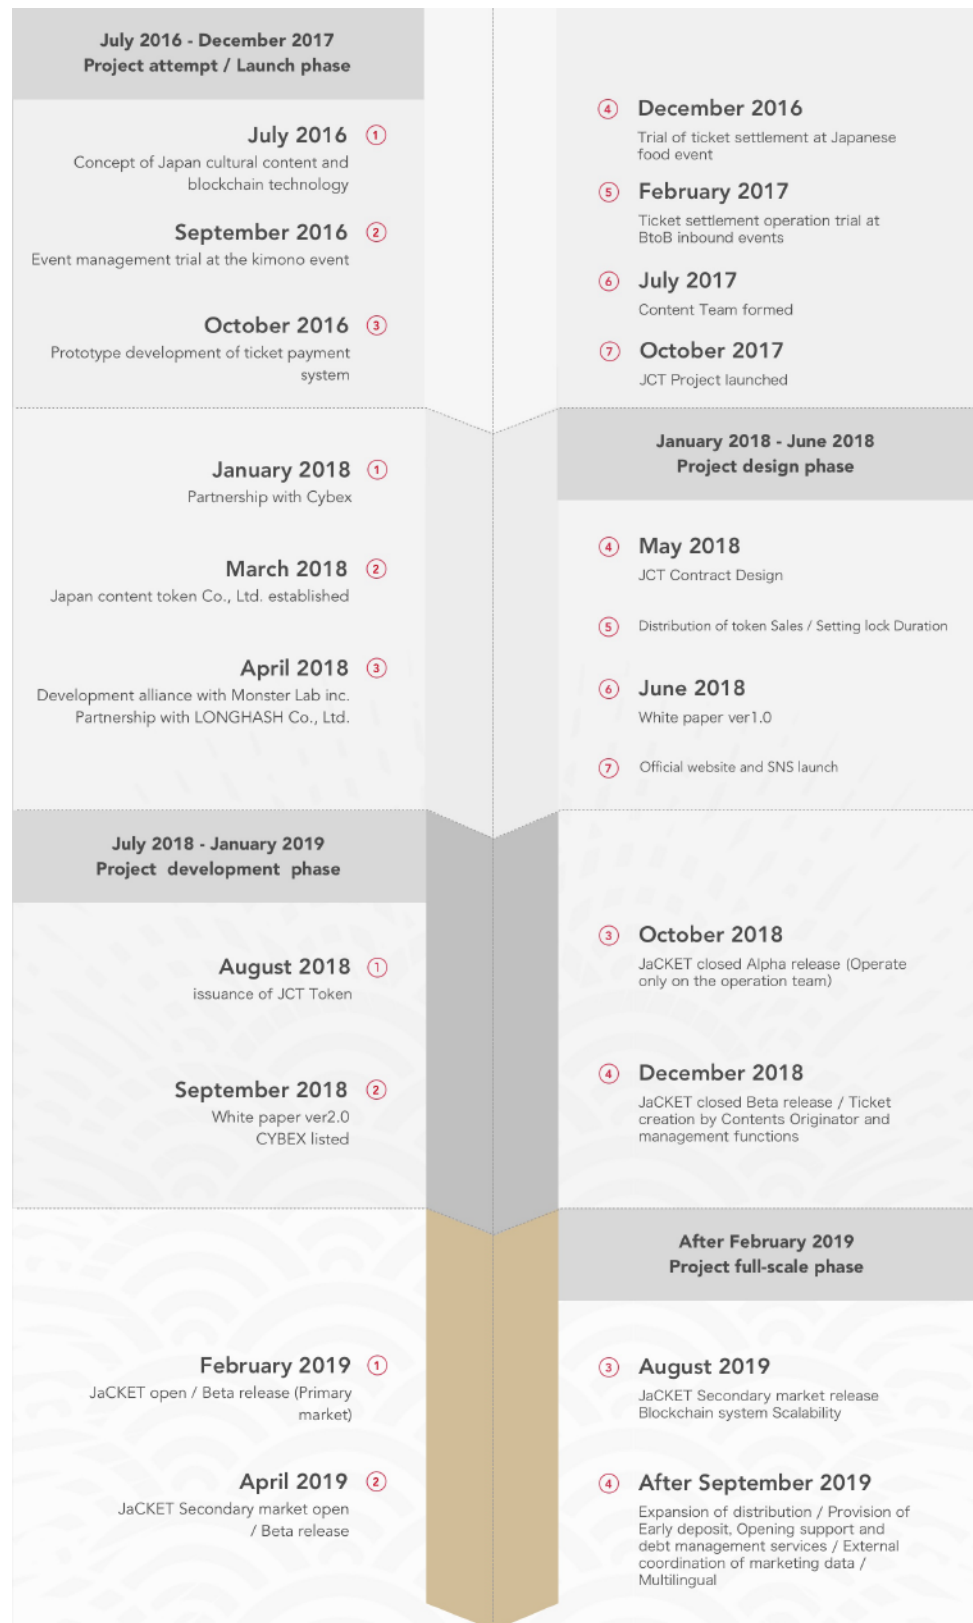 July 2016 - December 2017
Project attempt / Launch phase
July 2016 ①
Concept of Japan cultural content and
blockchain technology
September 2016 ②
Event management trial at the kimono event
October 2016 ③
Prototype development of ticket payment
system
④ December 2016
Trial of ticket settlement at Japanese
food event
⑤ February 2017
Ticket settlement operation trial at
BtoB inbound events
⑥ July 2017
Content Team formed
⑦ October 2017
JCT Project launched
January 2018 - June 2018
Project design phase
January 2018 ①
Partnership with Cybex
March 2018 ②
Japan content token Co., Ltd. established
April 2018 ③
Development alliance with Monster Lab inc.
Partnership with LONGHASH Co., Ltd.
④ May 2018
JCT Contract Design
⑤ Distribution of token Sales / Setting lock Duration
⑥ June 2018
White paper ver1.0
⑦ Official website and SNS launch
July 2018 - January 2019
Project development phase
August 2018 ①
issuance of JCT Token
September 2018 ②
White paper ver2.0
CYBEX listed
③ October 2018
JaCKET closed Alpha release (Operate
only on the operation team)
④ December 2018
JaCKET closed Beta release / Ticket
creation by Contents Originator and
management functions
After February 2019
Project full-scale phase
February 2019 ①
JaCKET open / Beta release (Primary
market)
April 2019 ②
JaCKET Secondary market open
/ Beta release
③ August 2019
JaCKET Secondary market release
Blockchain system Scalability
④ After September 2019
Expansion of distribution / Provision of
Early deposit, Opening support and
debt management services / External
coordination of marketing data /
Multilingual